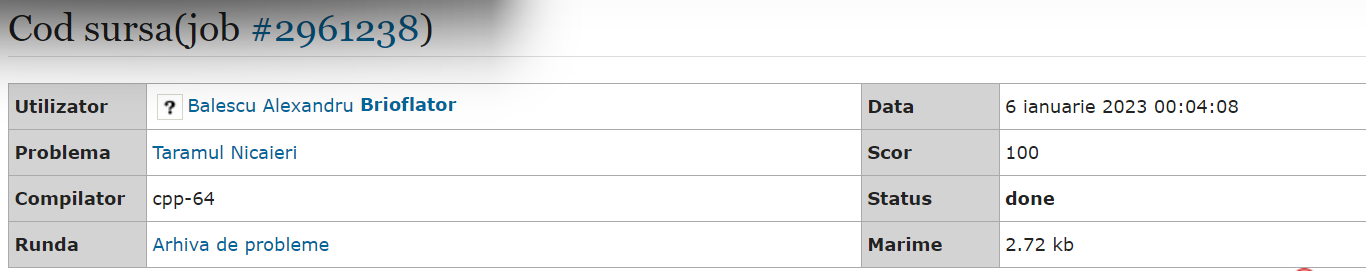 Cod sursa(job #2961238)
Utilizator ? Balescu Alexandru Brioflator Data 6 ianuarie 2023 00:04:08
Problema Taramul Nicaieri Scor 100
Compilator cpp-64 Status done
Runda Arhiva de probleme Marime 2.72 kb